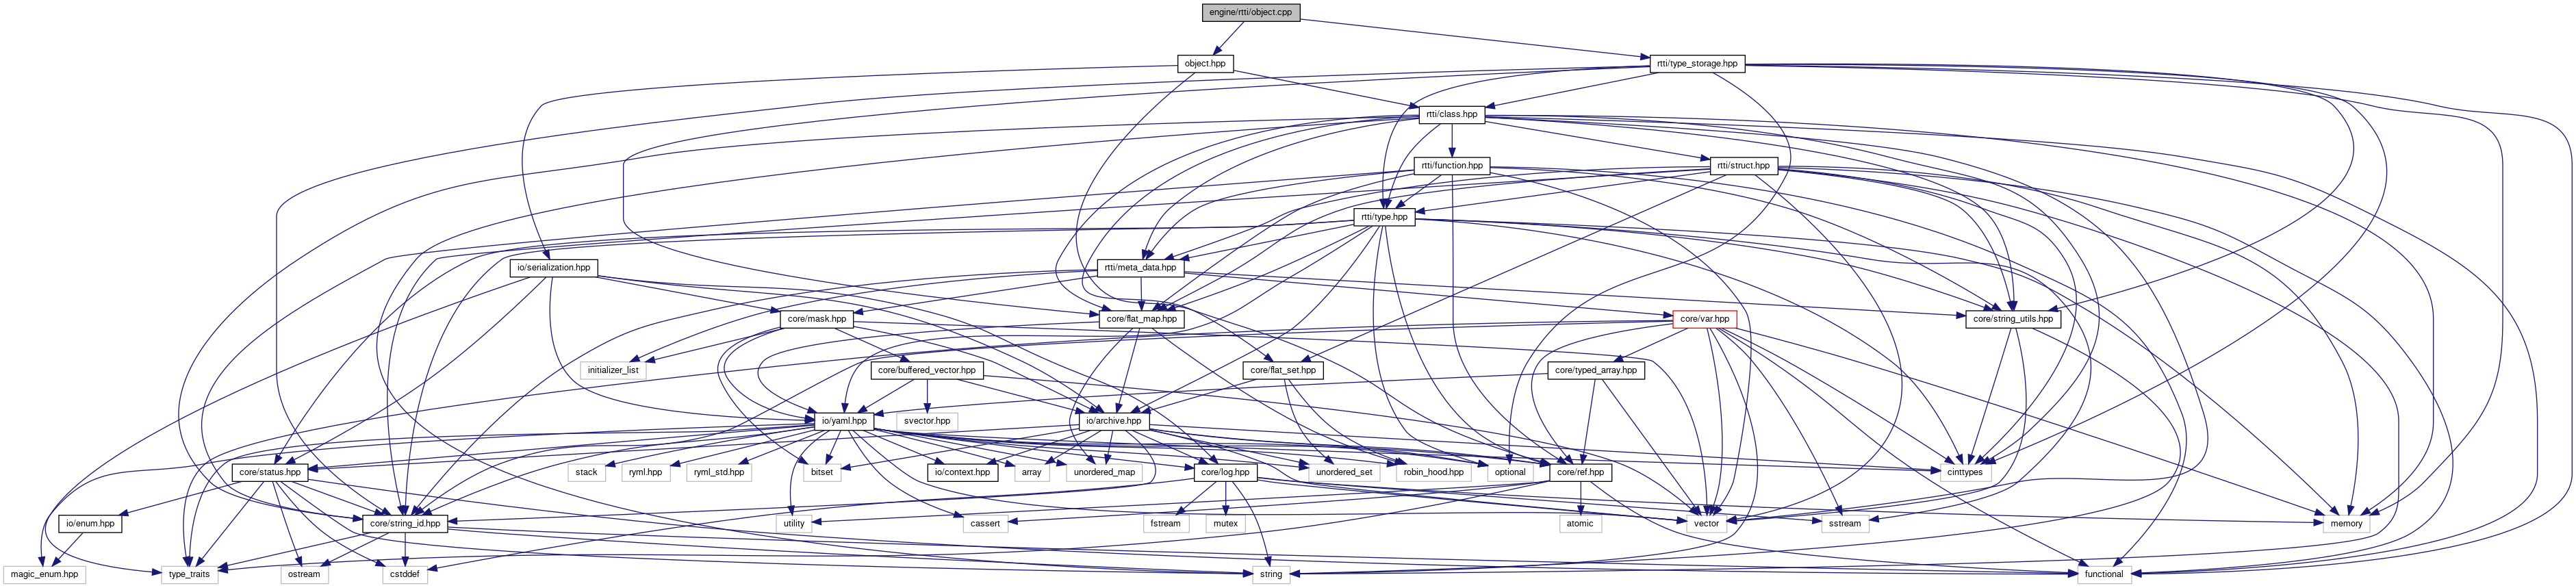 engine/rtti/object.cpp
object.hpp
rtti/type_storage.hpp
rtti/class.hpp
rtti/function.hpp
rtti/struct.hpp
rtti/type.hpp
io/serialization.hpp
rtti/meta_data.hpp
core/mask.hpp
core/flat_map.hpp
core/var.hpp
core/string_utils.hpp
initializer_list
core/buffered_vector.hpp
core/flat_set.hpp
core/typed_array.hpp
io/yaml.hpp
svector.hpp
io/archive.hpp
core/status.hpp
stack
ryml.hpp
ryml_std.hpp
bitset
io/context.hpp
array
unordered_map
core/log.hpp
unordered_set
robin_hood.hpp
optional
core/ref.hpp
cinttypes
io/enum.hpp
core/string_id.hpp
utility
cassert
fstream
mutex
atomic
vector
sstream
memory
magic_enum.hpp
type_traits
ostream
cstddef
string
functional